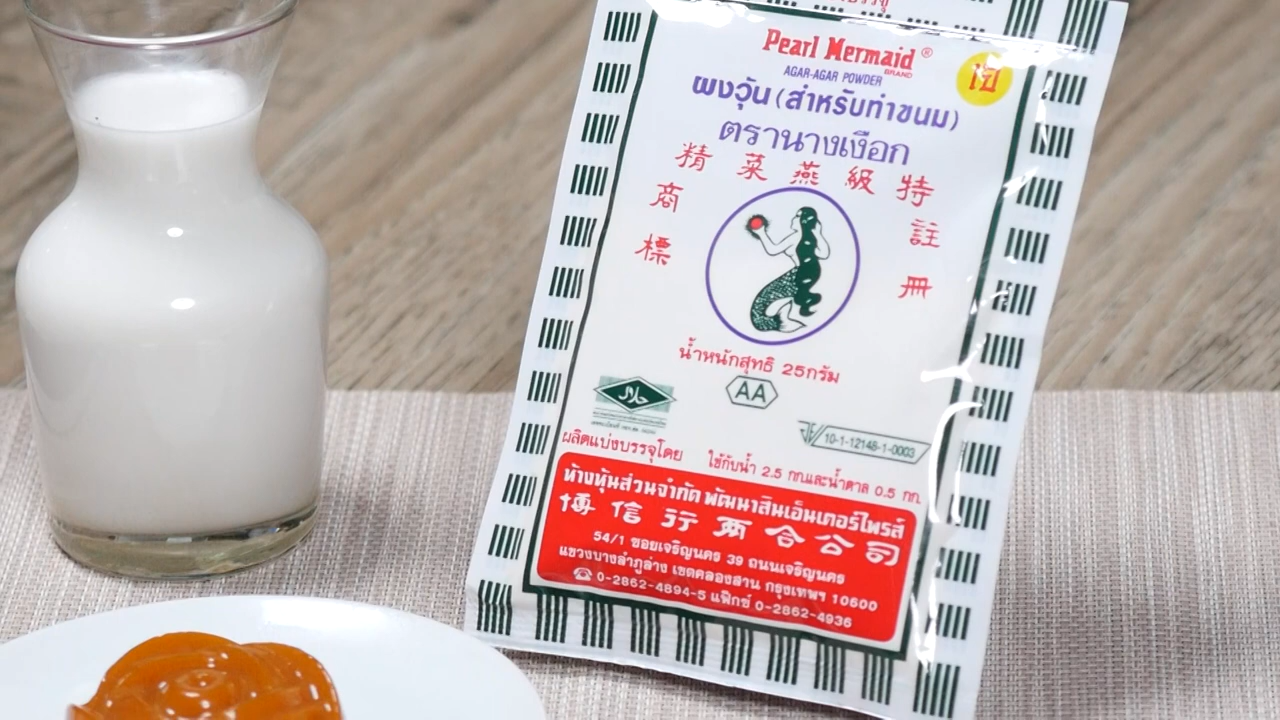 Pearl Mermaid ®
BRAND
AGAR-AGAR POWDER
ผงวุ้น (สำหรับทำขนม)
ตรานางเงือก
精菜燕級特
商 註
標 冊
น้ำหนักสุทธิ 25กรัม
AA
10-1-12148-1-0003
ผลิตแบ่งบรรจุโดย ใช้กับน้ำ 2.5 กก.และน้ำตาล 0.5 กก.
ห้างหุ้นส่วนจำกัด พัฒนาสินเอ็นเตอร์ไพรส์
博信行兩合公司
54/1 ซอยเจริญนคร 39 ถนนเจริญนคร
แขวงบางลำภูล่าง เขตคลองสาน กรุงเทพฯ 10600
☎ 0-2862-4894-5 แฟ๊กซ์ 0-2862-4936